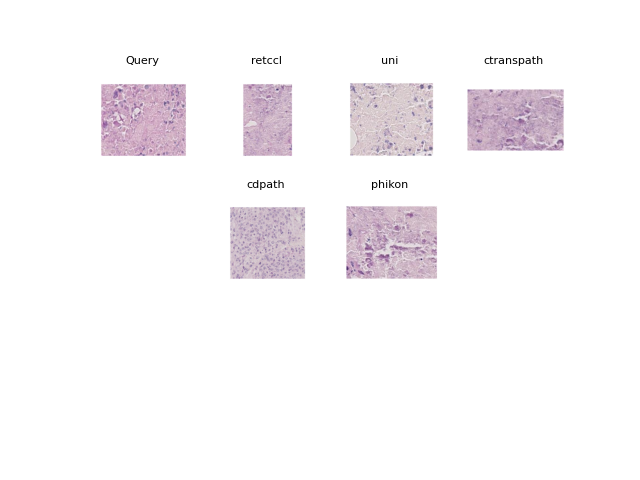 Query
retccl
uni
ctranspath
cdpath
phikon